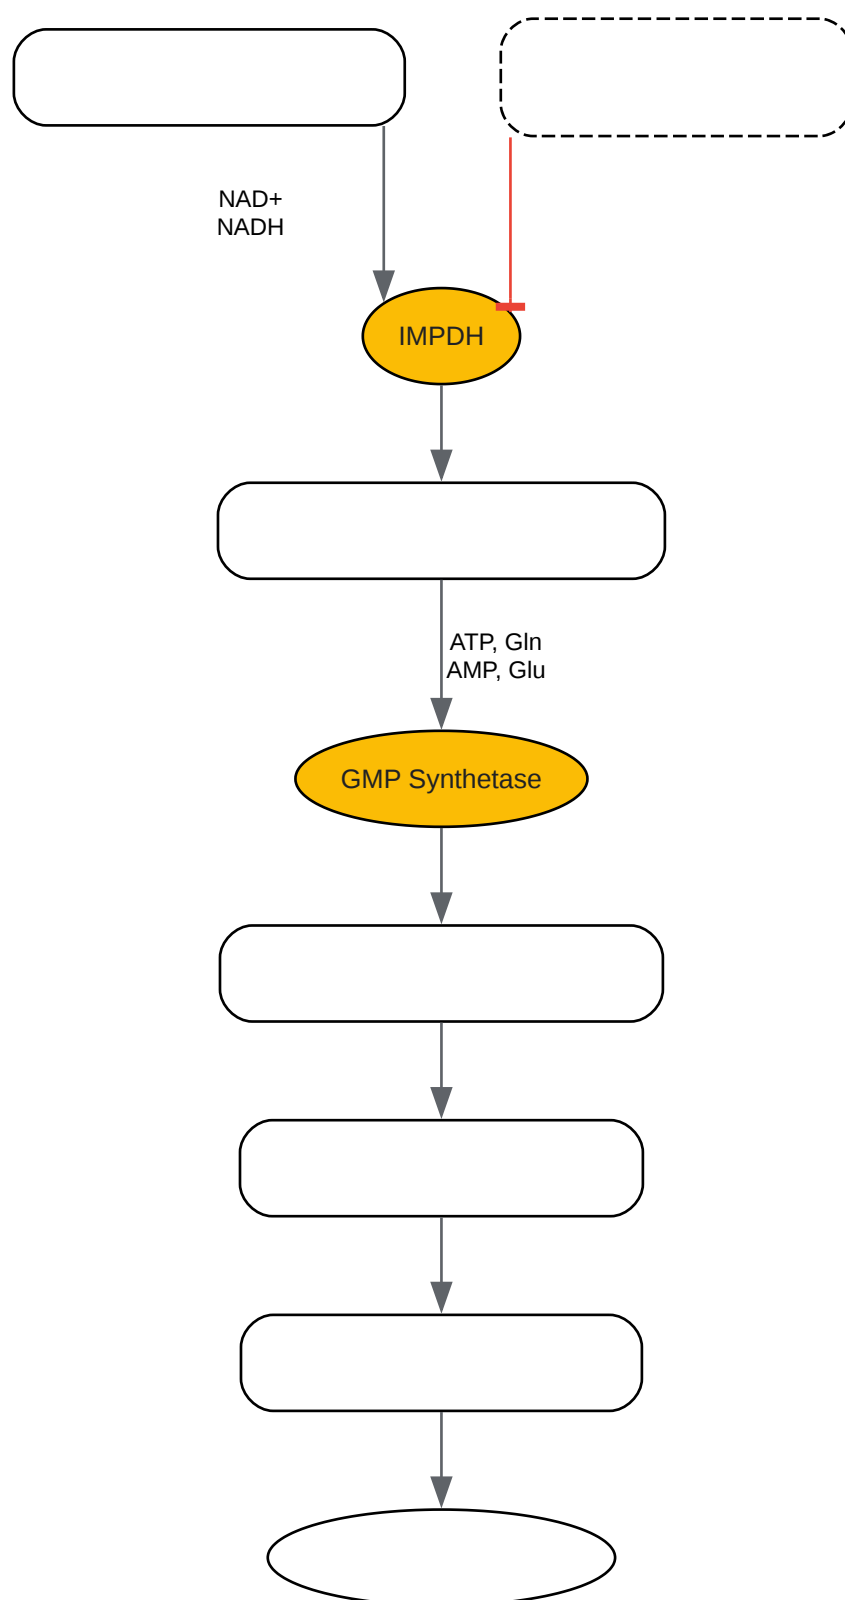 NAD+
NADH
IMPDH
ATP, Gln
AMP, Glu
GMP Synthetase